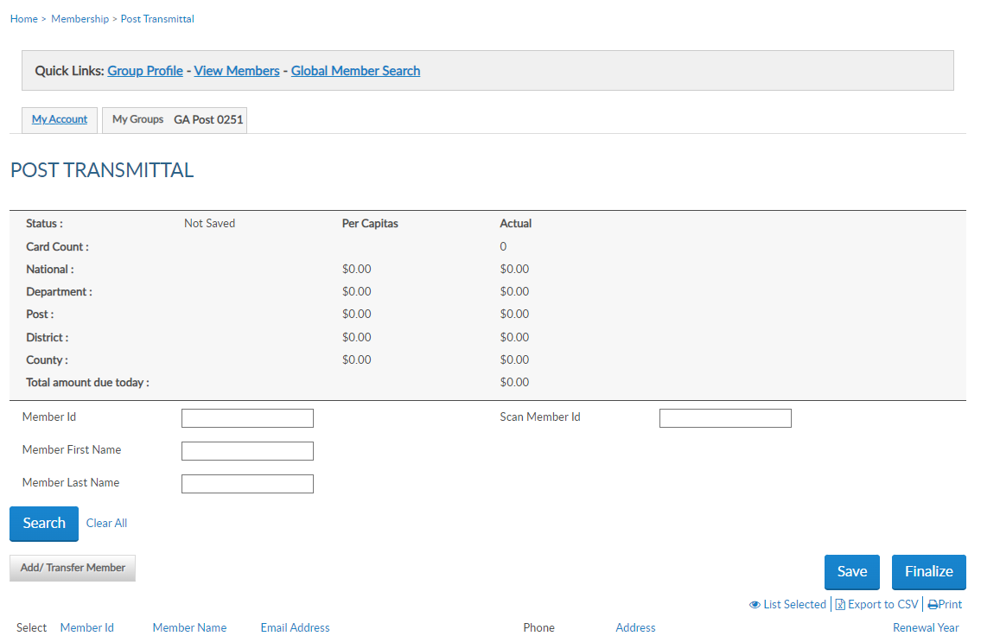 Home > Membership > Post Transmittal
Quick Links: Group Profile - View Members - Global Member Search
My Account My Groups GA Post 0251
POST TRANSMITTAL
Status : Not Saved Per Capitas Actual
Card Count : 0
National : $0.00 $0.00
Department : $0.00 $0.00
Post : $0.00 $0.00
District : $0.00 $0.00
County : $0.00 $0.00
Total amount due today : $0.00
Member Id Scan Member Id
Member First Name
Member Last Name
Search Clear All
Add/ Transfer Member Save Finalize
List Selected Export to CSV Print
Select Member Id Member Name Email Address Phone Address Renewal Year